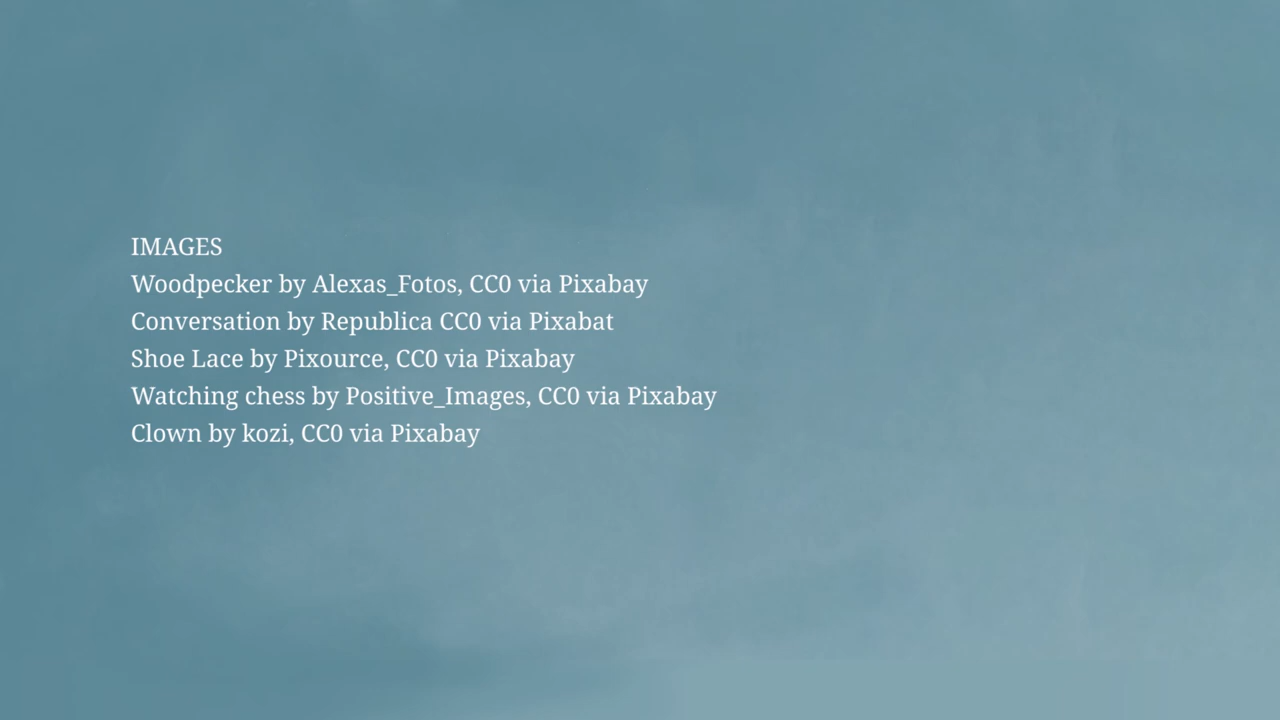 IMAGES
Woodpecker by Alexas_Fotos, CC0 via Pixabay
Conversation by Republica CC0 via Pixabat
Shoe Lace by Pixource, CC0 via Pixabay
Watching chess by Positive_Images, CC0 via Pixabay
Clown by kozi, CC0 via Pixabay